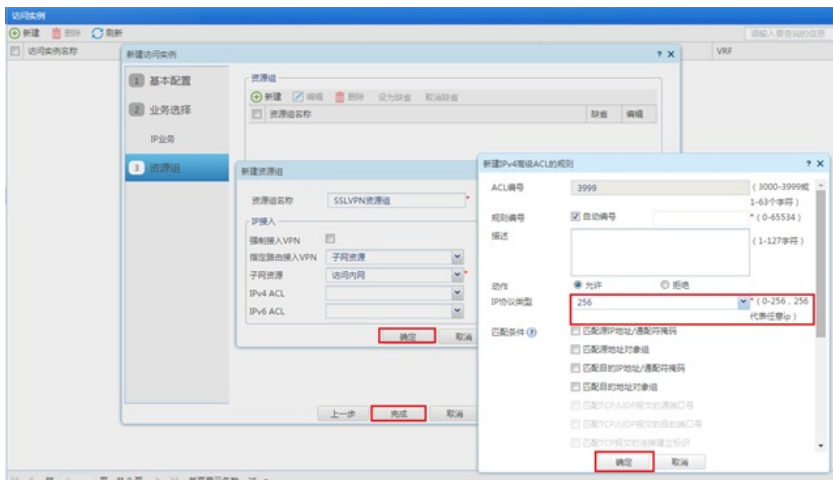 访问实例
新建 删除 刷新 请输入要查询的信息
访问实例名称 VRF
新建访问实例 ? X
1 基本配置
2 业务选择
IP业务
3 资源组
资源组
新建 编辑 删除 设为缺省 取消缺省
资源组名称 缺省 编辑
新建资源组
资源组名称 SSLVPN资源组 *
IP接入
强制接入VPN
指定路由接入VPN 子网资源
子网资源 访问内网 *
IPv4 ACL
IPv6 ACL
确定 取消
上一步 完成 取消
新建IPv4高级ACL的规则 ? X
ACL编号 3999 (3000-3999或
1-63个字符)
规则编号 自动编号 * (0-65534)
描述 (1-127字符)
动作 允许 拒绝
IP协议类型 256 * (0-256，256
代表任意ip)
匹配条件 ? 匹配源IP地址/通配符掩码
匹配源地址对象组
匹配目的IP地址/通配符掩码
匹配目的地址对象组
匹配TCP/UDP报文的源端口号
匹配TCP/UDP报文的目的端口号
匹配TCP报文的连接建立标识
确定 取消